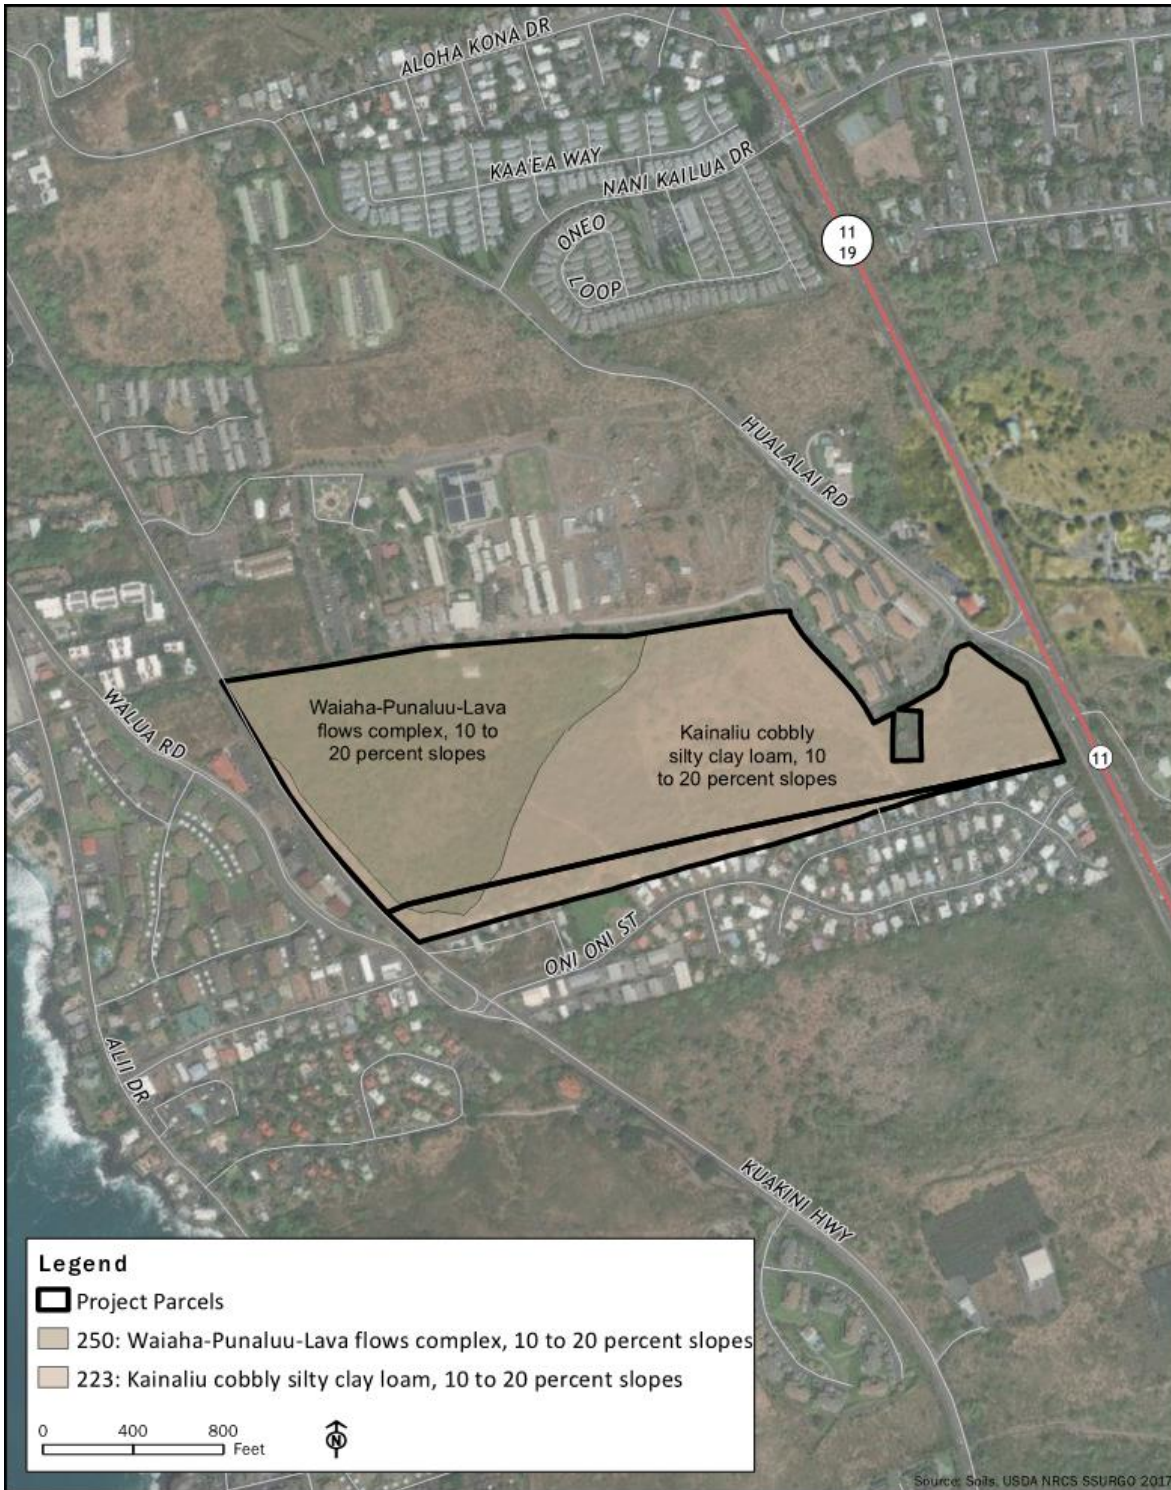 ALOHA KONA DR
KAA'EA WAY
NANI KAILUA DR
ONEO
LOOP
11
19
HUALALAI RD
WALUA RD
Waiaha-Punaluu-Lava
flows complex, 10 to
20 percent slopes
Kainaliu cobbly
silty clay loam, 10
to 20 percent slopes
11
ONI ONI ST
ALII DR
KUAKINI HWY
Legend
Project Parcels
250: Waiaha-Punaluu-Lava flows complex, 10 to 20 percent slopes
223: Kainaliu cobbly silty clay loam, 10 to 20 percent slopes
0 400 800
Feet
N
Source: Soils, USDA NRCS SSURGO 2017